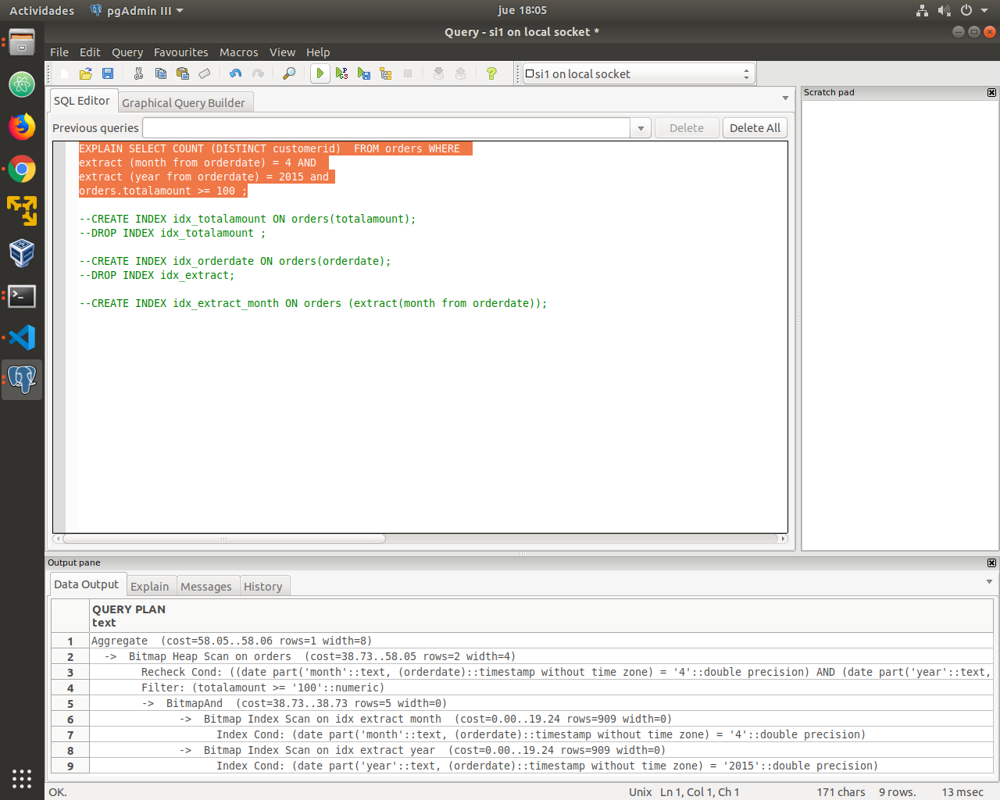 Actividades pgAdmin III jue 18:05
Query - si1 on local socket *
File Edit Query Favourites Macros View Help
si1 on local socket
Scratch pad
SQL Editor Graphical Query Builder
Previous queries Delete Delete All
EXPLAIN SELECT COUNT (DISTINCT customerid)  FROM orders WHERE
extract (month from orderdate) = 4 AND
extract (year from orderdate) = 2015 and
orders.totalamount >= 100 ;
--CREATE INDEX idx_totalamount ON orders(totalamount);
--DROP INDEX idx_totalamount ;
--CREATE INDEX idx_orderdate ON orders(orderdate);
--DROP INDEX idx_extract;
--CREATE INDEX idx_extract_month ON orders (extract(month from orderdate));
Output pane
Data Output Explain Messages History
QUERY PLAN
text
1 Aggregate  (cost=58.05..58.06 rows=1 width=8)
2 ->  Bitmap Heap Scan on orders  (cost=38.73..58.05 rows=2 width=4)
3 Recheck Cond: ((date part('month'::text, (orderdate)::timestamp without time zone) = '4'::double precision) AND (date part('year'::text,
4 Filter: (totalamount >= '100'::numeric)
5 ->  BitmapAnd  (cost=38.73..38.73 rows=5 width=0)
6 ->  Bitmap Index Scan on idx extract month  (cost=0.00..19.24 rows=909 width=0)
7 Index Cond: (date part('month'::text, (orderdate)::timestamp without time zone) = '4'::double precision)
8 ->  Bitmap Index Scan on idx extract year  (cost=0.00..19.24 rows=909 width=0)
9 Index Cond: (date part('year'::text, (orderdate)::timestamp without time zone) = '2015'::double precision)
OK. Unix Ln 1, Col 1, Ch 1 171 chars 9 rows. 13 msec